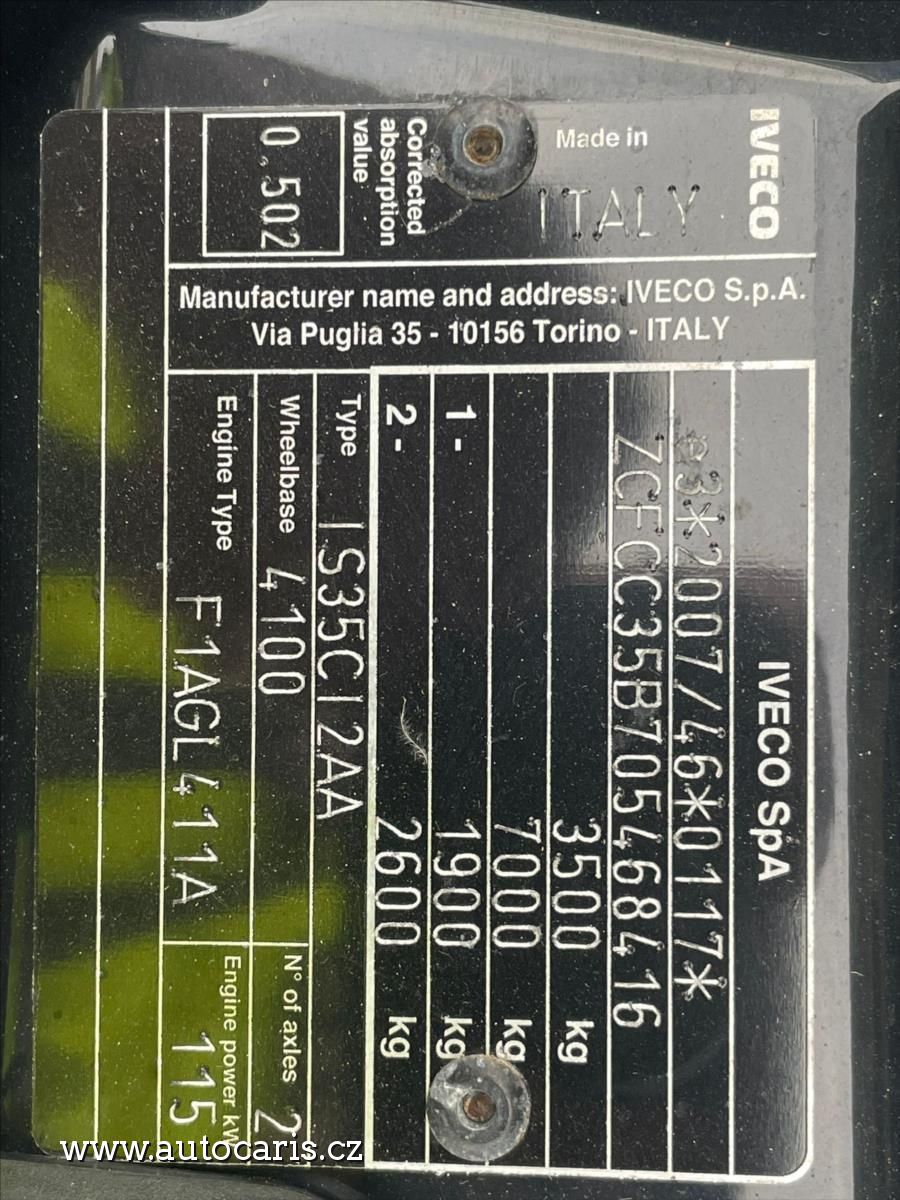 IVECO SpA
*e3*2007/46*0117*
ZCFCC35B705468416
3500 kg
7000 kg
1- 1900 kg
2- 2600 kg
Type IS35CI2AA
Wheelbase 4100
N° of axles 2
Engine Type F1AGL411A
Engine power kW 115
IVECO
Made in
ITALY
Corrected
absorption
value
0.502
Manufacturer name and address: IVECO S.p.A.
Via Puglia 35 - 10156 Torino - ITALY
www.autocaris.cz